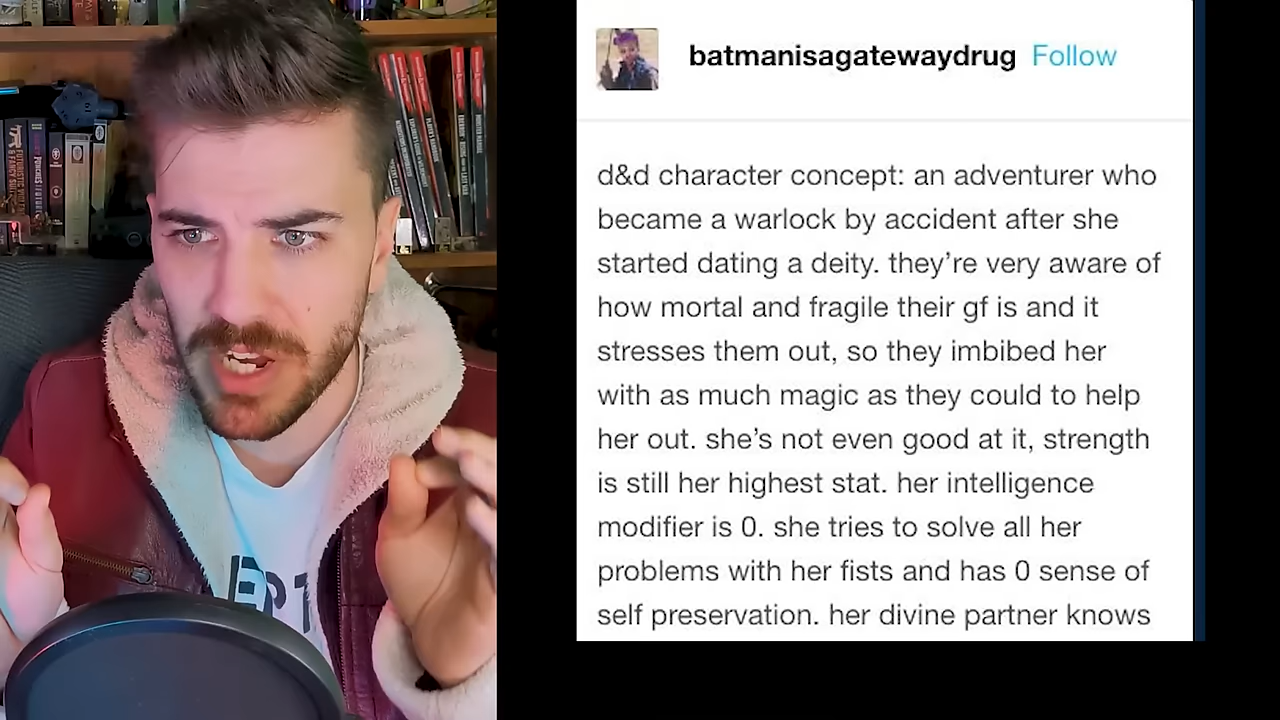 batmanisagatewaydrug Follow
d&d character concept: an adventurer who
became a warlock by accident after she
started dating a deity. they’re very aware of
how mortal and fragile their gf is and it
stresses them out, so they imbibed her
with as much magic as they could to help
her out. she’s not even good at it, strength
is still her highest stat. her intelligence
modifier is 0. she tries to solve all her
problems with her fists and has 0 sense of
self preservation. her divine partner knows